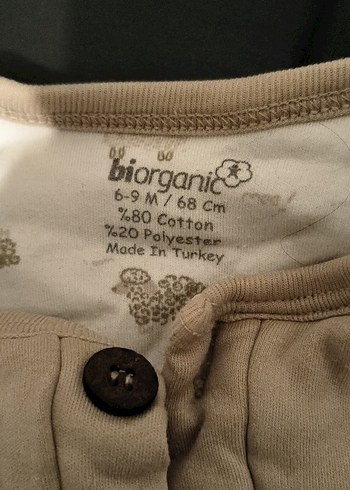 biorganic
6-9 M / 68 Cm
%80 Cotton
%20 Polyester
Made In Turkey